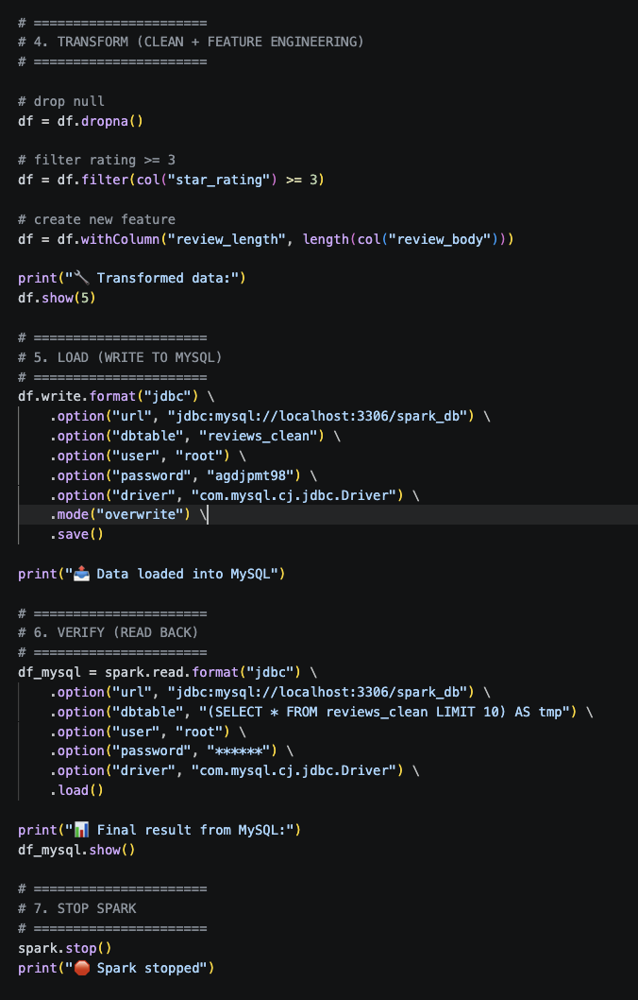 # ======================
# 4. TRANSFORM (CLEAN + FEATURE ENGINEERING)
# ======================
# drop null
df = df.dropna()
# filter rating >= 3
df = df.filter(col("star_rating") >= 3)
# create new feature
df = df.withColumn("review_length", length(col("review_body")))
print("🔧 Transformed data:")
df.show(5)
# ======================
# 5. LOAD (WRITE TO MYSQL)
# ======================
df.write.format("jdbc") \
    .option("url", "jdbc:mysql://localhost:3306/spark_db") \
    .option("dbtable", "reviews_clean") \
    .option("user", "root") \
    .option("password", "agdjpmt98") \
    .option("driver", "com.mysql.cj.jdbc.Driver") \
    .mode("overwrite") \
    .save()
print("📤 Data loaded into MySQL")
# ======================
# 6. VERIFY (READ BACK)
# ======================
df_mysql = spark.read.format("jdbc") \
    .option("url", "jdbc:mysql://localhost:3306/spark_db") \
    .option("dbtable", "(SELECT * FROM reviews_clean LIMIT 10) AS tmp") \
    .option("user", "root") \
    .option("password", "******") \
    .option("driver", "com.mysql.cj.jdbc.Driver") \
    .load()
print("📊 Final result from MySQL:")
df_mysql.show()
# ======================
# 7. STOP SPARK
# ======================
spark.stop()
print("🛑 Spark stopped")